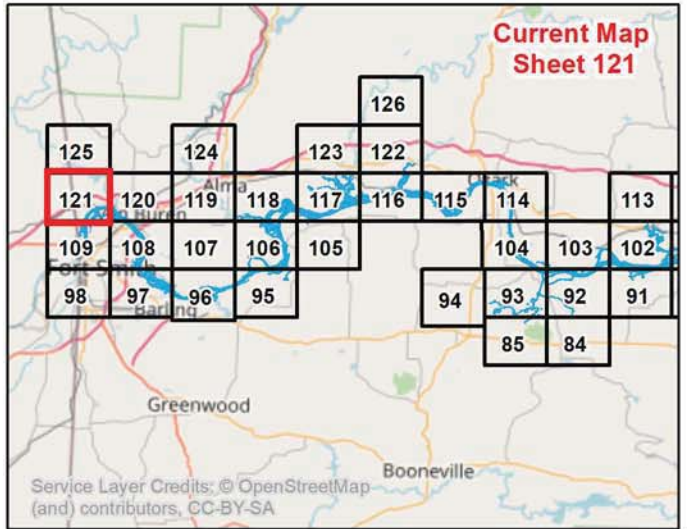 Current Map
Sheet 121
126
125 124 123 122
121 120 119 Alma 118 117 116 115 Ozark 114 113
Van Buren
109 108 107 106 105 104 103 102
Fort Smith
98 97 96 95 94 93 92 91
Barling
85 84
Greenwood
Booneville
Service Layer Credits: © OpenStreetMap
(and) contributors, CC-BY-SA